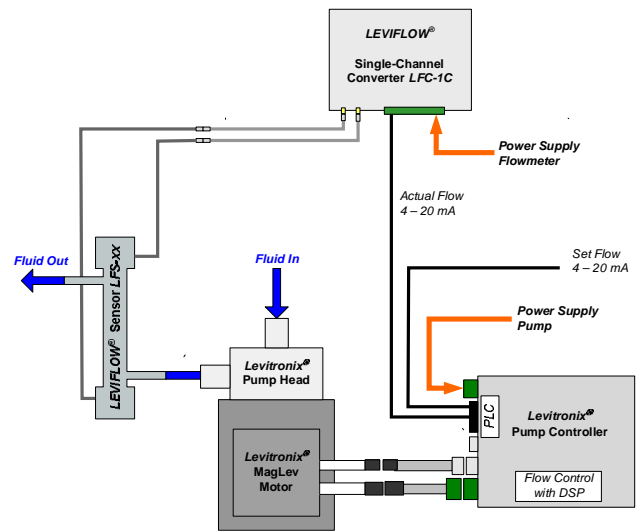 LEVIFLOW®
Single-Channel
Converter LFC-1C
Power Supply
Flowmeter
Actual Flow
4 – 20 mA
Set Flow
4 – 20 mA
Fluid Out
LEVIFLOW® Sensor LFS-XX
Fluid In
Power Supply
Pump
Levitronix®
Pump Head
PLC
Levitronix®
Pump Controller
Levitronix®
MagLev
Motor
Flow Control
with DSP